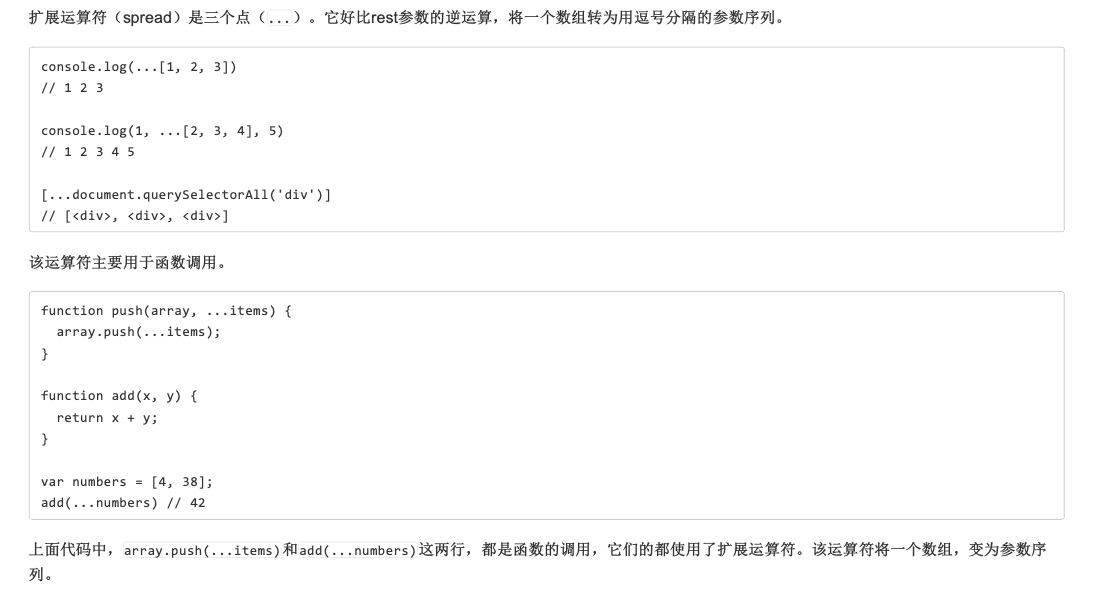 扩展运算符（spread）是三个点（...）。它好比rest参数的逆运算，将一个数组转为用逗号分隔的参数序列。
console.log(...[1, 2, 3])
// 1 2 3
console.log(1, ...[2, 3, 4], 5)
// 1 2 3 4 5
[...document.querySelectorAll('div')]
// [<div>, <div>, <div>]
该运算符主要用于函数调用。
function push(array, ...items) {
  array.push(...items);
}
function add(x, y) {
  return x + y;
}
var numbers = [4, 38];
add(...numbers) // 42
上面代码中，array.push(...items)和add(...numbers)这两行，都是函数的调用，它们的都使用了扩展运算符。该运算符将一个数组，变为参数序
列。